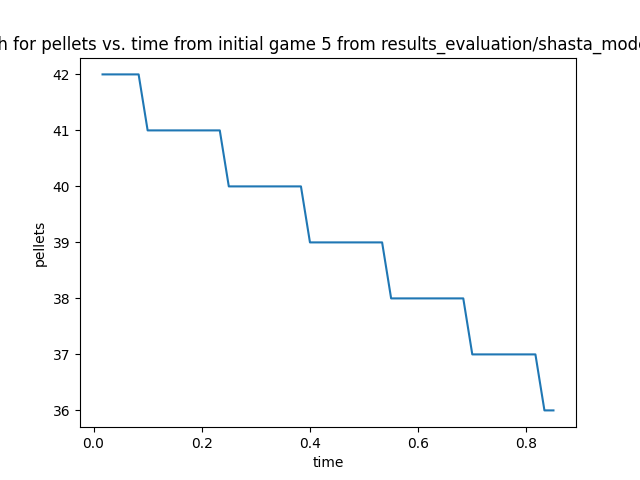 h for pellets vs. time from initial game 5 from results_evaluation/shasta_mode
42
41
40
39
38
37
36
pellets
0.0 0.2 0.4 0.6 0.8
time